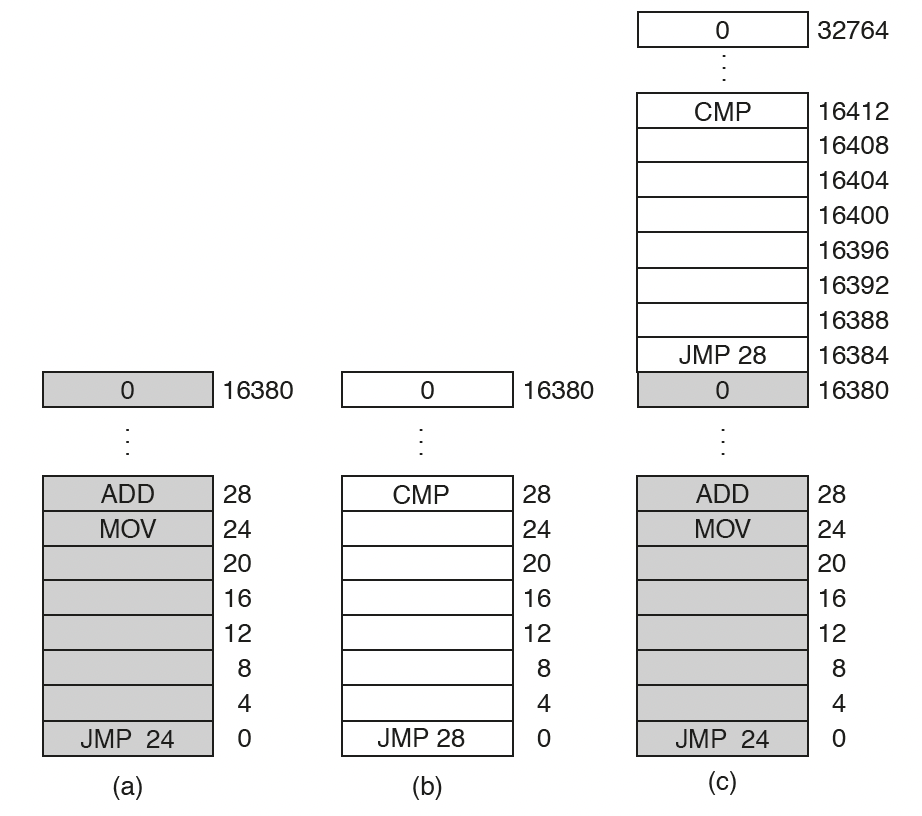 0 32764
CMP 16412
16408
16404
16400
16396
16392
16388
JMP 28 16384
0 16380 0 16380 0 16380
ADD 28 CMP 28 ADD 28
MOV 24 24 MOV 24
20 20 20
16 16 16
12 12 12
8 8 8
4 4 4
JMP 24 0 JMP 28 0 JMP 24 0
(a) (b) (c)